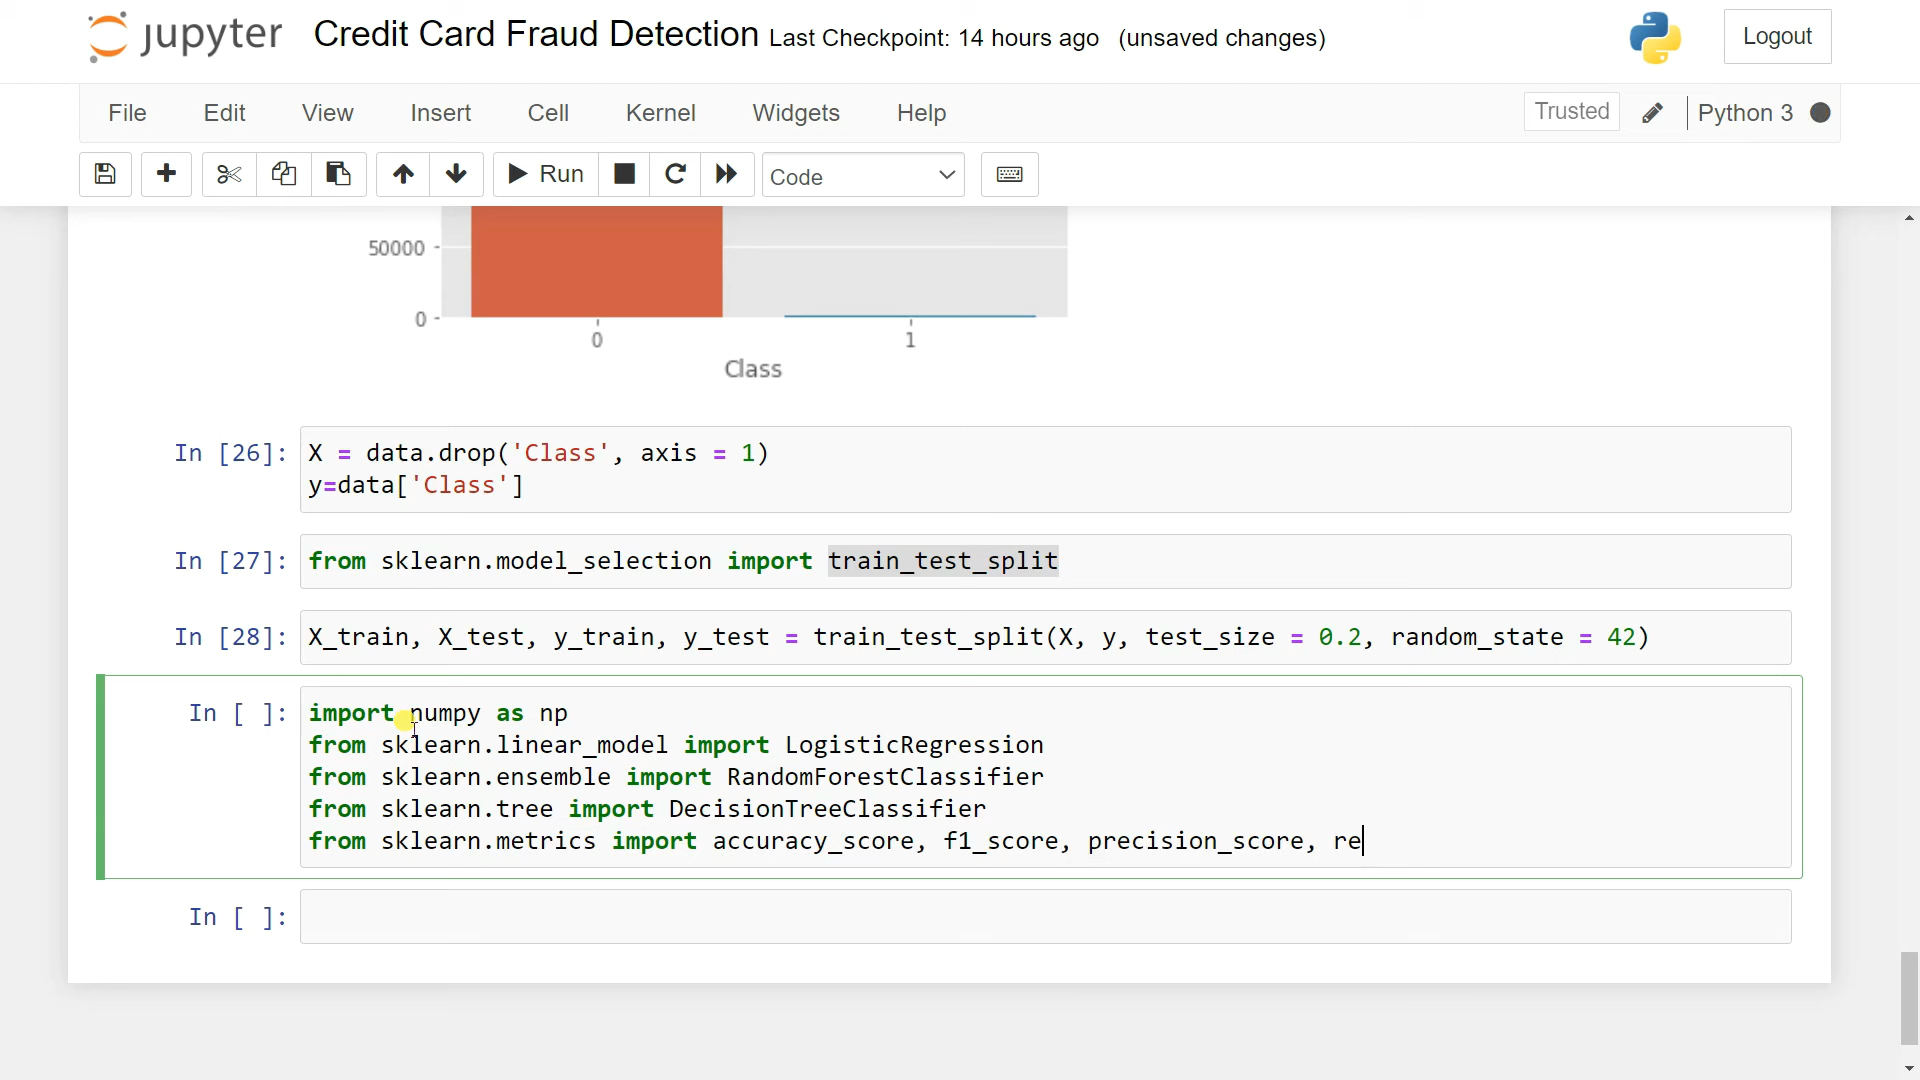 jupyter Credit Card Fraud Detection Last Checkpoint: 14 hours ago (unsaved changes) Logout
File Edit View Insert Cell Kernel Widgets Help Trusted Python 3
Run Code
50000
0
0 1
Class
In [26]: X = data.drop('Class', axis = 1)
y=data['Class']
In [27]: from sklearn.model_selection import train_test_split
In [28]: X_train, X_test, y_train, y_test = train_test_split(X, y, test_size = 0.2, random_state = 42)
In [ ]: import numpy as np
from sklearn.linear_model import LogisticRegression
from sklearn.ensemble import RandomForestClassifier
from sklearn.tree import DecisionTreeClassifier
from sklearn.metrics import accuracy_score, f1_score, precision_score, re
In [ ]: